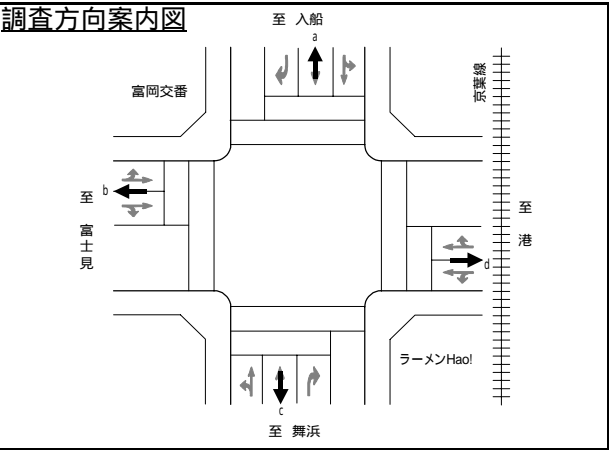 調査方向案内図
至 入船
a
富岡交番
京葉線
b
至 富士見
至 港
d
ラーメンHao!
c
至 舞浜